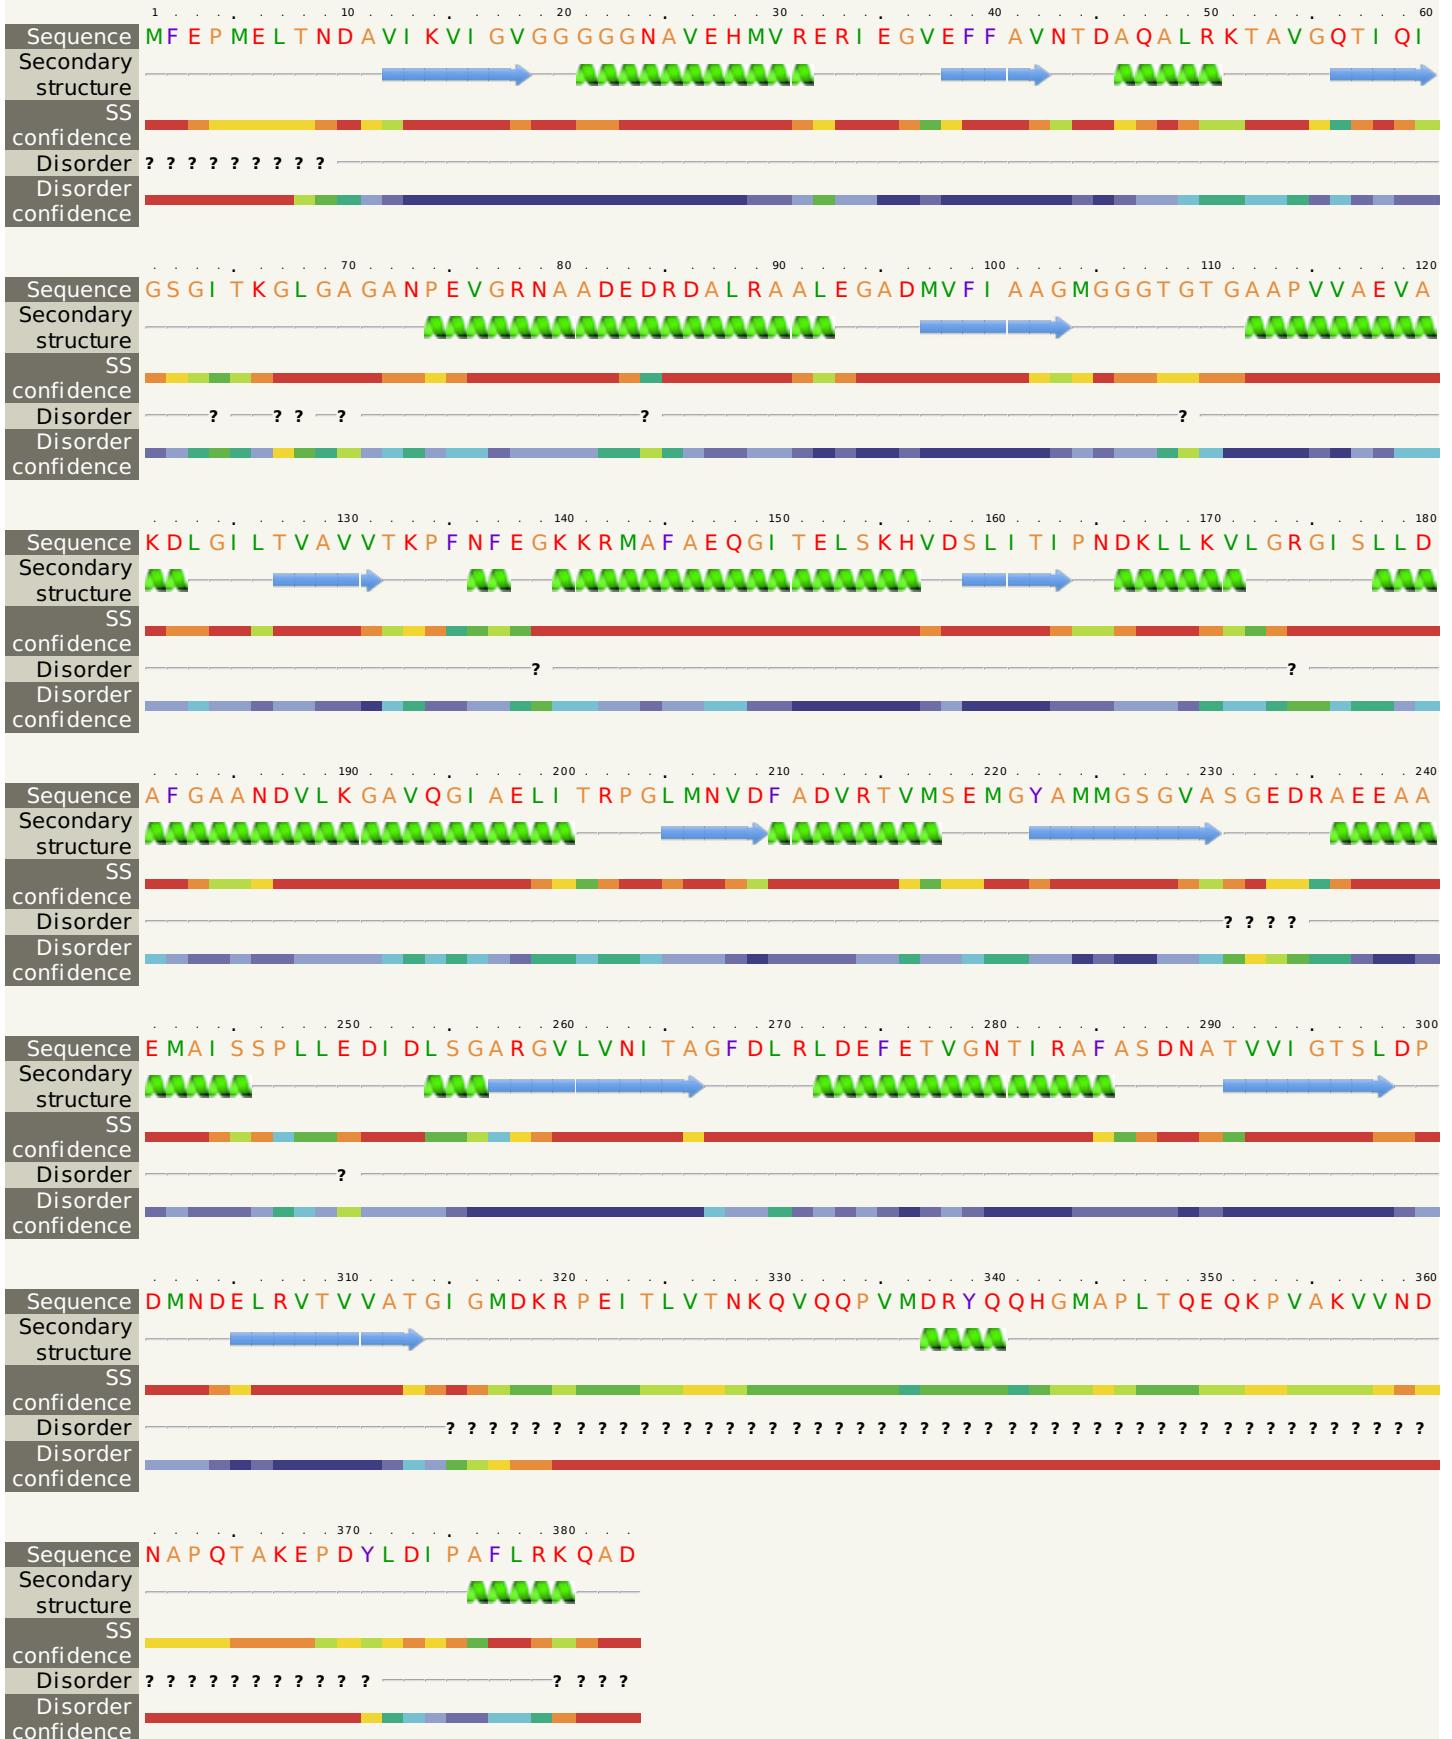 1 10 20 30 40 50 60
Sequence MFEPMELTNDAVIKVIGVGGGGGNAVEHMVRERIEGVEFFAVNTDAQALRKTAVGQTIQI
Secondary
structure
SS
confidence
Disorder ? ? ? ? ? ? ? ? ?
Disorder
confidence
70 80 90 100 110 120
Sequence GSGITKGLGAGANPEVGRNAADEDRDALRAALEGADMVFIAAGMGGGTGTGAAPVVAEVA
Secondary
structure
SS
confidence
Disorder ? ? ? ? ? ?
Disorder
confidence
130 140 150 160 170 180
Sequence KDLGILTVAVVTKPFNFEGKKRMAFAEQGITELSKHVDSLITIPNDKLLKVLGRGISLLD
Secondary
structure
SS
confidence
Disorder ? ?
Disorder
confidence
190 200 210 220 230 240
Sequence AFGAANDVLKGAVQGIAELITRPGLMNVDFADVRTVMSEMGYAMMGSGVASGEDRAEEAA
Secondary
structure
SS
confidence
Disorder ? ? ? ?
Disorder
confidence
250 260 270 280 290 300
Sequence EMAISSPLLEDIDLSGARGVLVNITAGFDLRLDEFETVGNTIRAFASDNATVVIGTSLDP
Secondary
structure
SS
confidence
Disorder ?
Disorder
confidence
310 320 330 340 350 360
Sequence DMNDELRVTVVATGIGMDKRPEITLVTNKQVQQPVMDRYQQHGMAPLTQEQKPVAKVVND
Secondary
structure
SS
confidence
Disorder ? ? ? ? ? ? ? ? ? ? ? ? ? ? ? ? ? ? ? ? ? ? ? ? ? ? ? ? ? ? ? ? ? ? ? ? ? ? ? ? ? ? ? ? ? ?
Disorder
confidence
370 380
Sequence NAPQTAKEPDYLDIPAFLRKQAD
Secondary
structure
SS
confidence
Disorder ? ? ? ? ? ? ? ? ? ? ? ? ? ? ?
Disorder
confidence